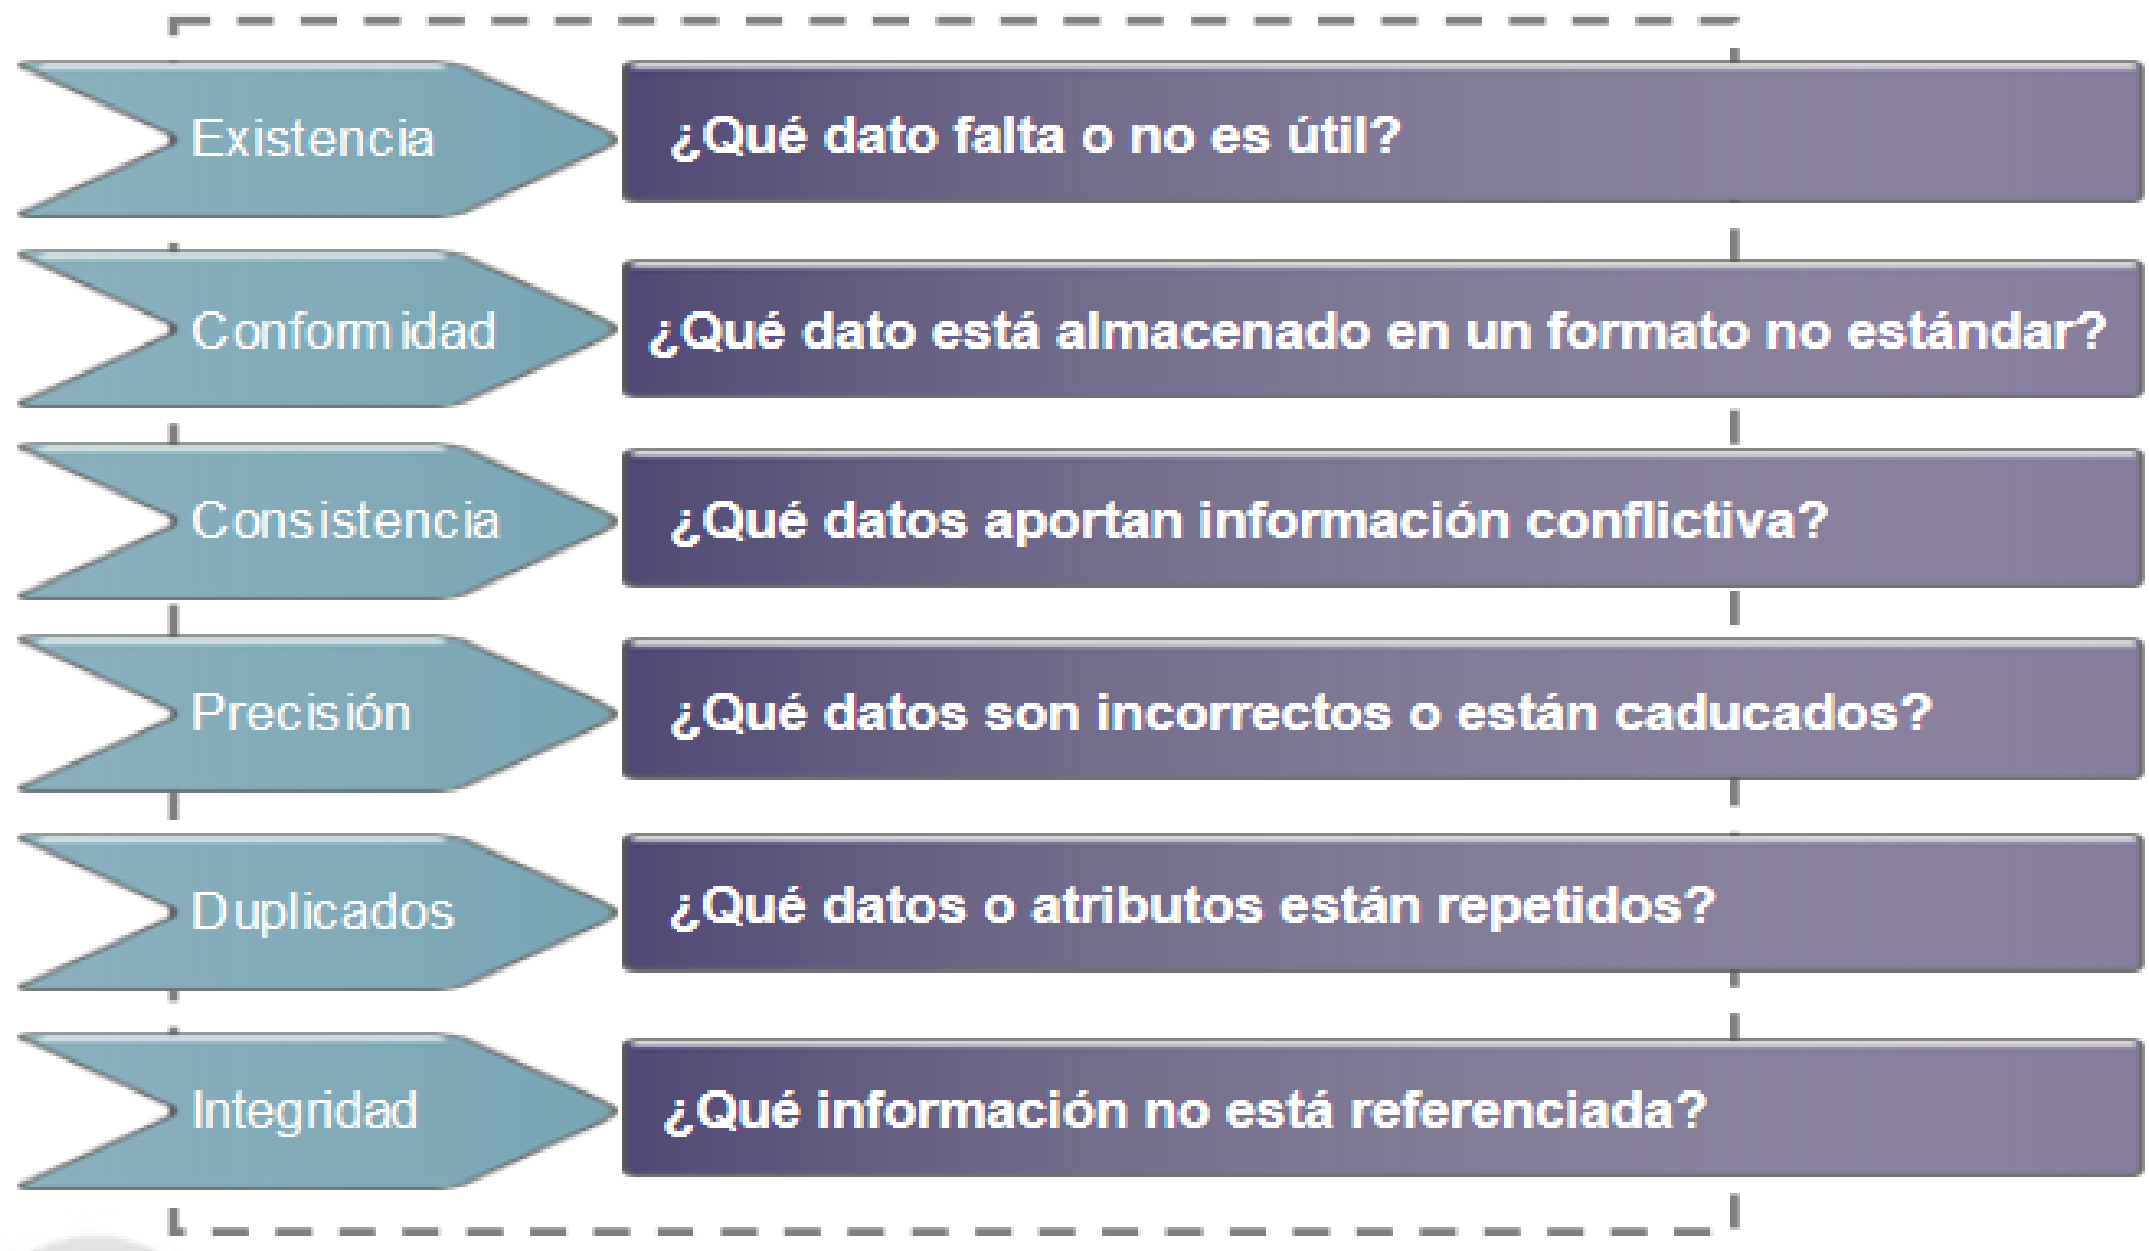 Existencia
¿Qué dato falta o no es útil?
Conformidad
¿Qué dato está almacenado en un formato no estándar?
Consistencia
¿Qué datos aportan información conflictiva?
Precisión
¿Qué datos son incorrectos o están caducados?
Duplicados
¿Qué datos o atributos están repetidos?
Integridad
¿Qué información no está referenciada?